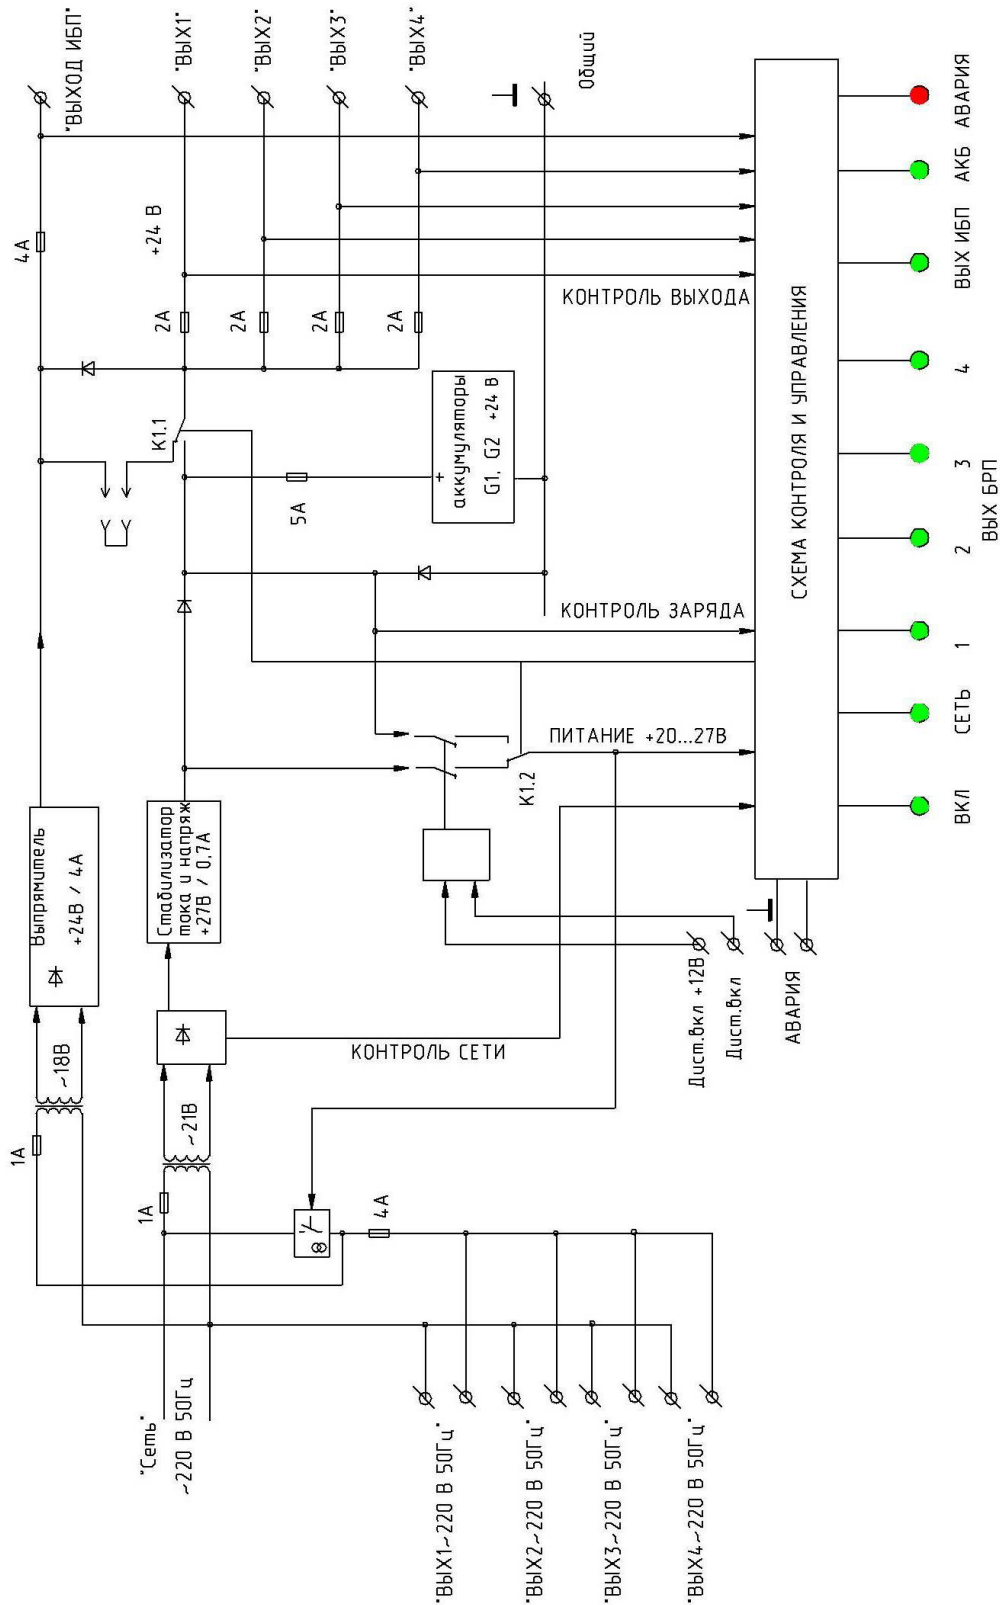 "Сеть"
~220 В 50Гц
1А
~18В
Выпрямитель
+24В / 4А
4А
"ВЫХОД ИБП"
1А
~21В
Стабилизатор
тока и напряж
+27В / 0,7А
К1.1
+24 В
2А
"ВЫХ1"
2А
"ВЫХ2"
2А
"ВЫХ3"
2А
"ВЫХ4"
5А
+
аккумуляторы
G1. G2 +24 В
Общий
4А
КОНТРОЛЬ СЕТИ
К1.2
ПИТАНИЕ +20...27В
КОНТРОЛЬ ЗАРЯДА
КОНТРОЛЬ ВЫХОДА
"ВЫХ1~220 В 50Гц"
"ВЫХ2~220 В 50Гц"
"ВЫХ3~220 В 50Гц"
"ВЫХ4~220 В 50Гц"
Дист.вкл +12В
Дист.вкл
АВАРИЯ
СХЕМА КОНТРОЛЯ И УПРАВЛЕНИЯ
ВКЛ
СЕТЬ
1
2
3
4
ВЫХ ИБП
АКБ
АВАРИЯ
ВЫХ БРП